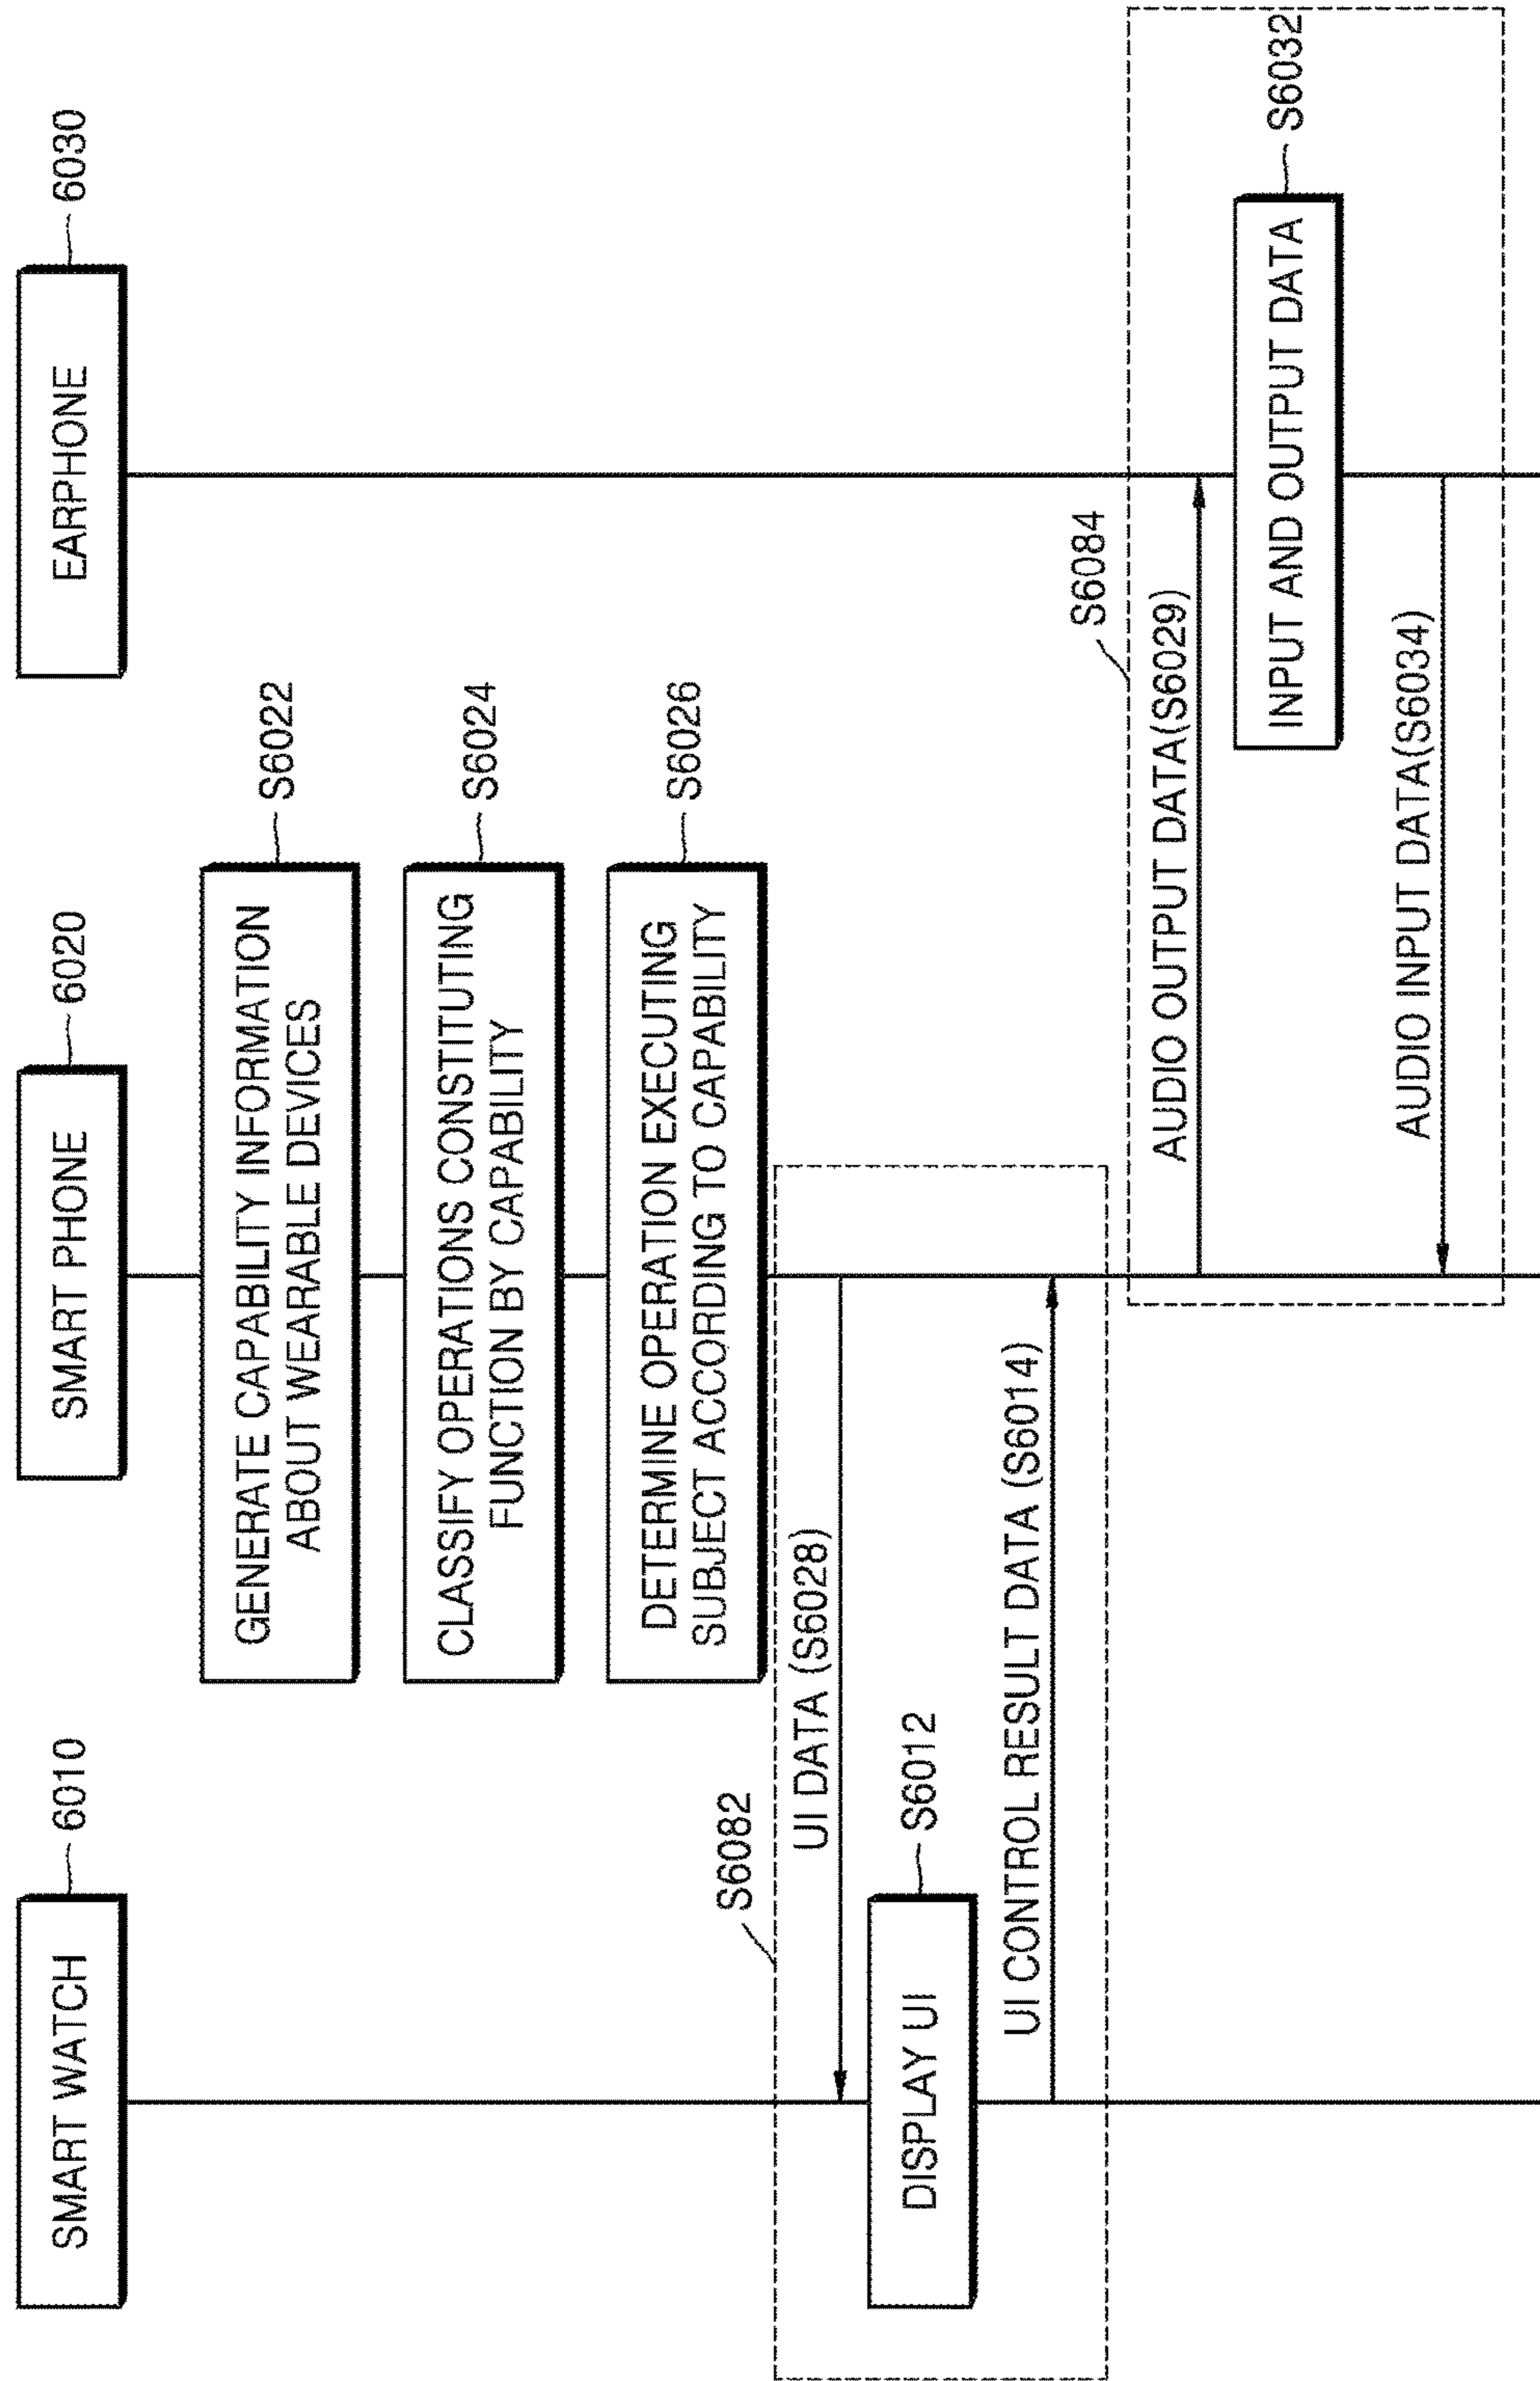 SMART WATCH
6010
SMART PHONE
6020
EARPHONE
6030
GENERATE CAPABILITY INFORMATION
ABOUT WEARABLE DEVICES
S6022
CLASSIFY OPERATIONS CONSTITUTING
FUNCTION BY CAPABILITY
S6024
DETERMINE OPERATION EXECUTING
SUBJECT ACCORDING TO CAPABILITY
S6026
S6082
UI DATA (S6028)
DISPLAY UI
S6012
UI CONTROL RESULT DATA (S6014)
S6084
AUDIO OUTPUT DATA(S6029)
INPUT AND OUTPUT DATA
S6032
AUDIO INPUT DATA(S6034)